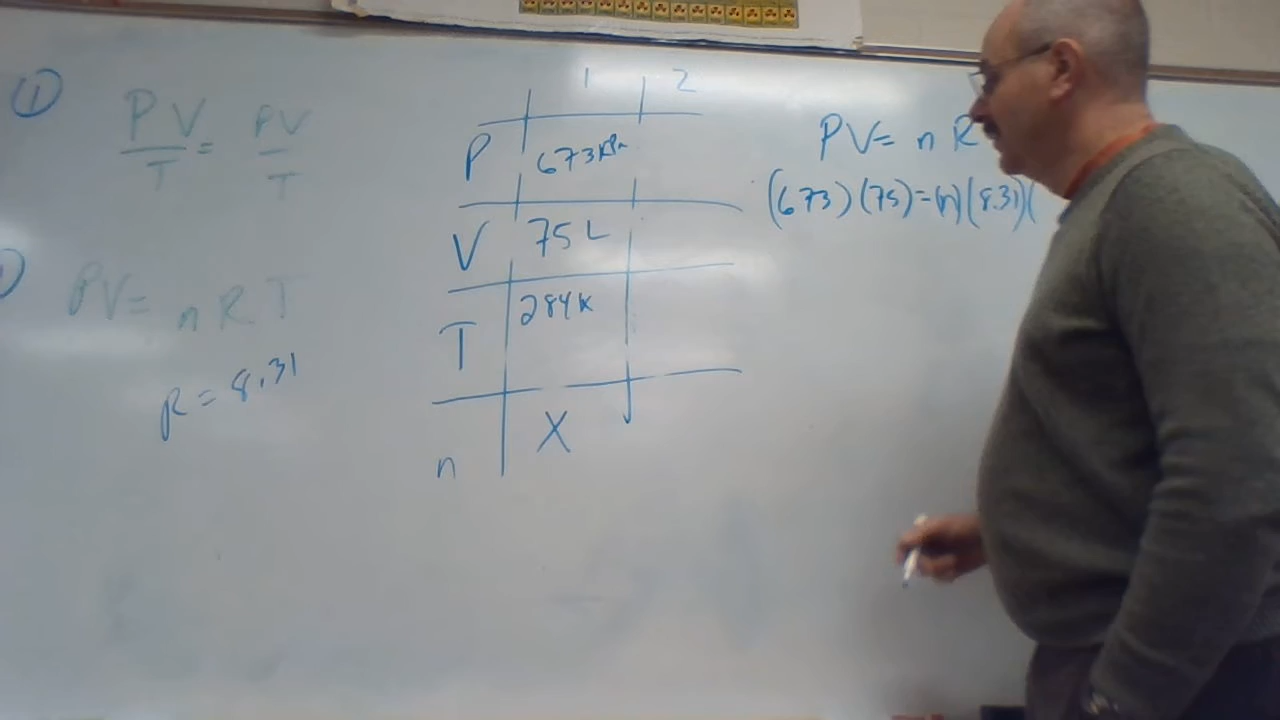 ①
PV/T = PV/T
PV= nRT
R = 8.31
1 2
P 673kPa
V 75 L
T 284K
n X
PV= n R
(673)(75)=(n)(8.31)(